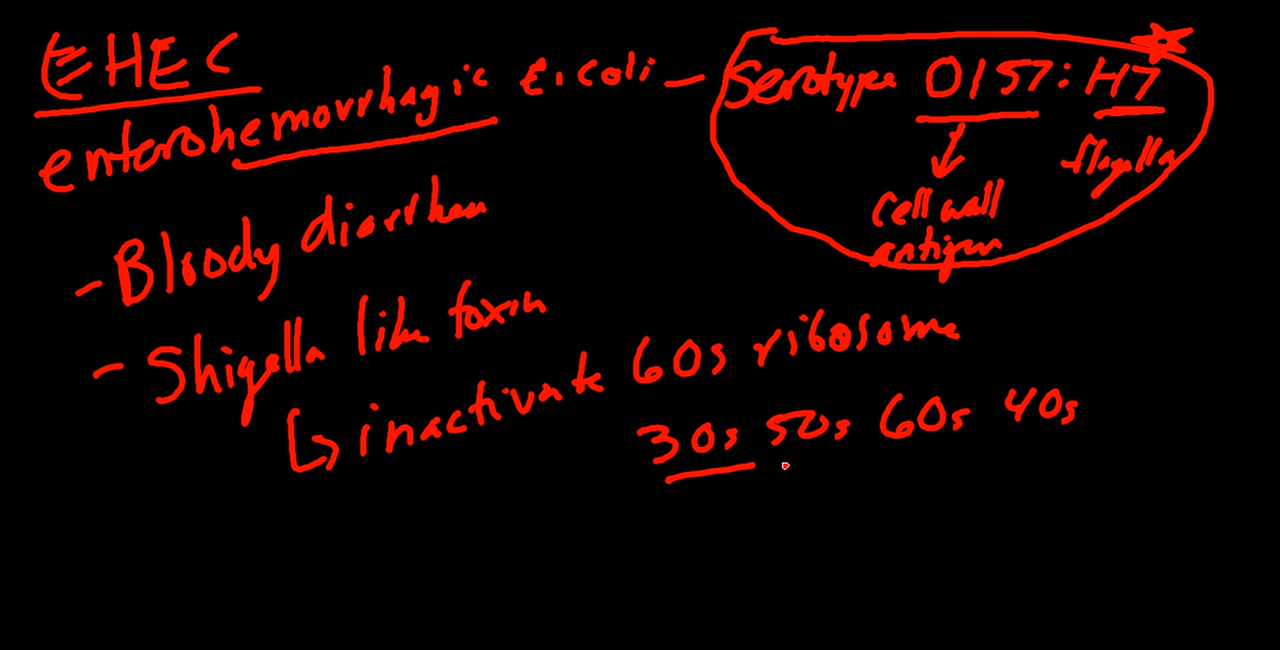 EHEC
enterohemorrhagic E. coli - Serotype O157:H7
cell wall antigen
flagella
- Bloody diarrhea
- Shigella like toxin
inactivate 60s ribosome
30s 50s 60s 40s